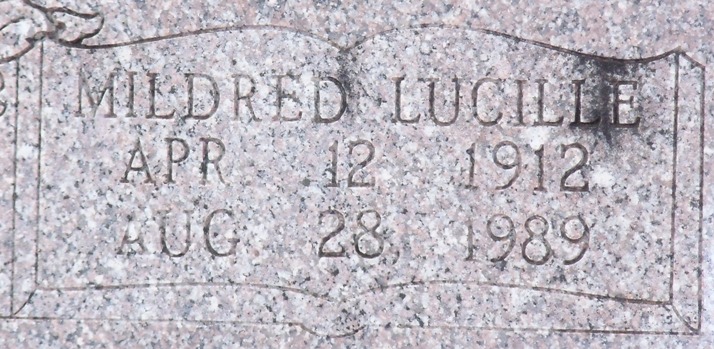 MILDRED LUCILLE
APR 12 1912
AUG 28, 1989